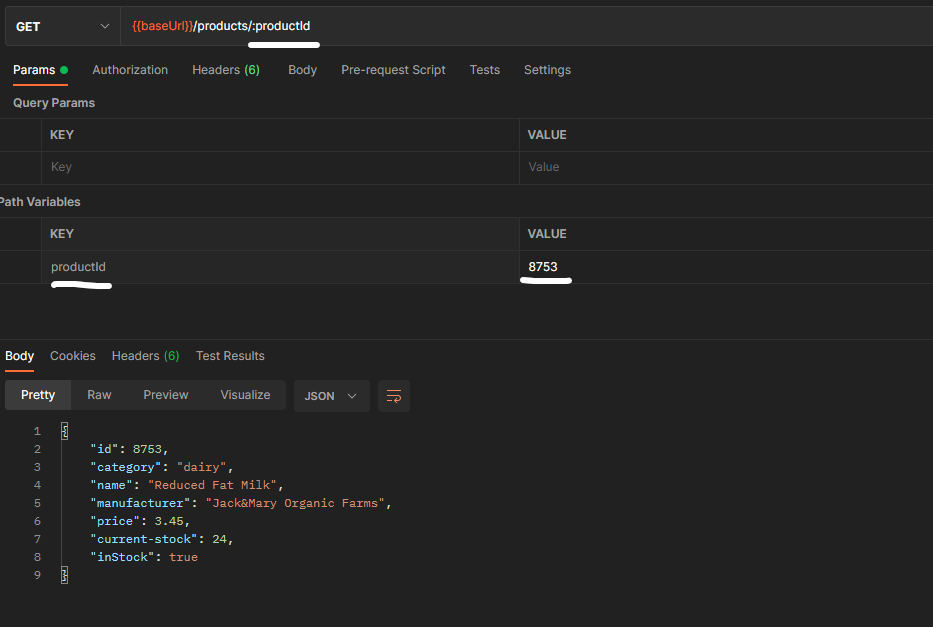 GET {{baseUrl}}/products/:productId
Params Authorization Headers (6) Body Pre-request Script Tests Settings
Query Params
KEY VALUE
Key Value
Path Variables
KEY VALUE
productId 8753
Body Cookies Headers (6) Test Results
Pretty Raw Preview Visualize JSON
1 {
2 "id": 8753,
3 "category": "dairy",
4 "name": "Reduced Fat Milk",
5 "manufacturer": "Jack&Mary Organic Farms",
6 "price": 3.45,
7 "current-stock": 24,
8 "inStock": true
9 }